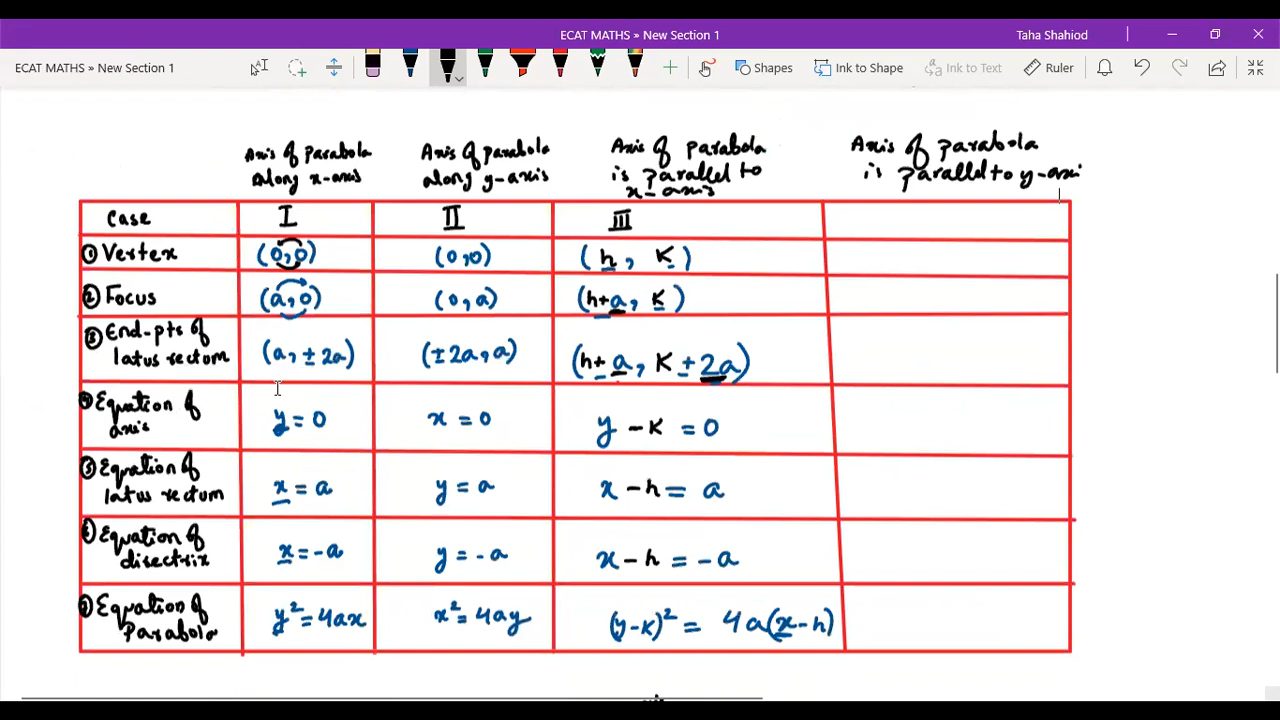 ECAT MATHS » New Section 1
Taha Shahiod
ECAT MATHS » New Section 1
Shapes
Ink to Shape
Ink to Text
Ruler
Axis of parabola
along x-axis
Axis of parabola
along y-axis
Axis of parabola
is parallel to
x-axis
Axis of parabola
is parallel to y-axi
Case I II III
① Vertex (0,0) (0,0) (h, K)
② Focus (a,0) (0,a) (h+a, K)
③ End-pts of
latus rectum (a, ±2a) (±2a, a) (h+a, K±2a)
④ Equation of
axis y=0 x=0 y-K=0
⑤ Equation of
latus rectum x=a y=a x-h=a
⑥ Equation of
directrix x=-a y=-a x-h=-a
⑦ Equation of
Parabola y²=4ax x²=4ay (y-K)²=4a(x-h)